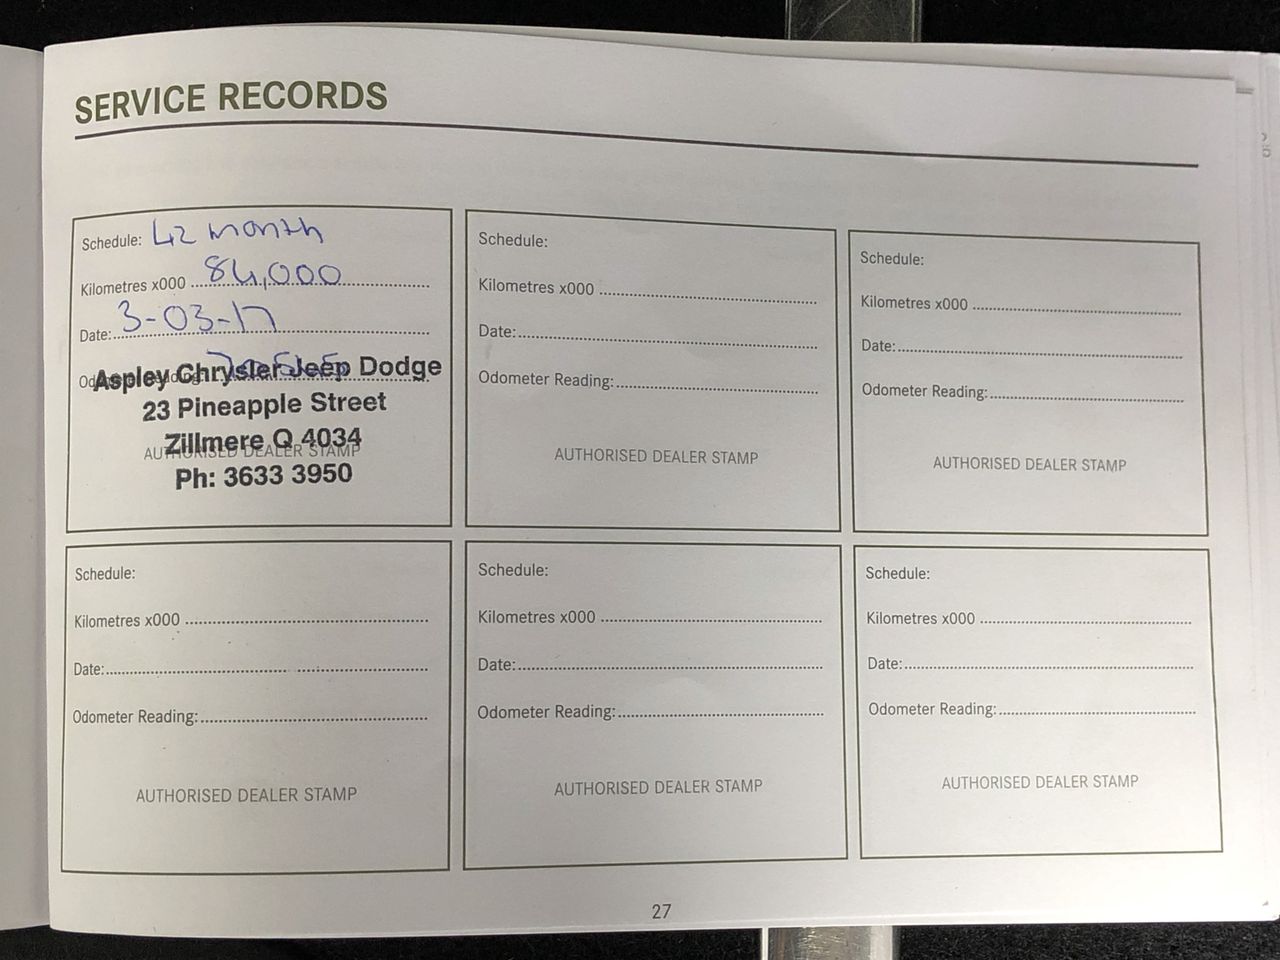 SERVICE RECORDS
Schedule: 42 month
Kilometres x000 84,000
Date: 3-03-17
Aspley Chrysler Jeep Dodge
23 Pineapple Street
Zillmere Q 4034
AUTHORISED DEALER STAMP
Ph: 3633 3950
Schedule:
Kilometres x000
Date:
Odometer Reading:
AUTHORISED DEALER STAMP
Schedule:
Kilometres x000
Date:
Odometer Reading:
AUTHORISED DEALER STAMP
Schedule:
Kilometres x000
Date:
Odometer Reading:
AUTHORISED DEALER STAMP
Schedule:
Kilometres x000
Date:
Odometer Reading:
AUTHORISED DEALER STAMP
Schedule:
Kilometres x000
Date:
Odometer Reading:
AUTHORISED DEALER STAMP
27